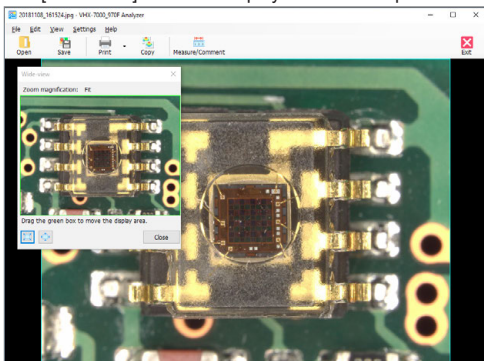 20181108_161524.jpg - VHX-7000_970F Analyzer
File Edit View Settings Help
Open Save Print Copy Measure/Comment Exit
Wide view
Zoom magnification: Fit
Drag the green box to move the display area.
Close